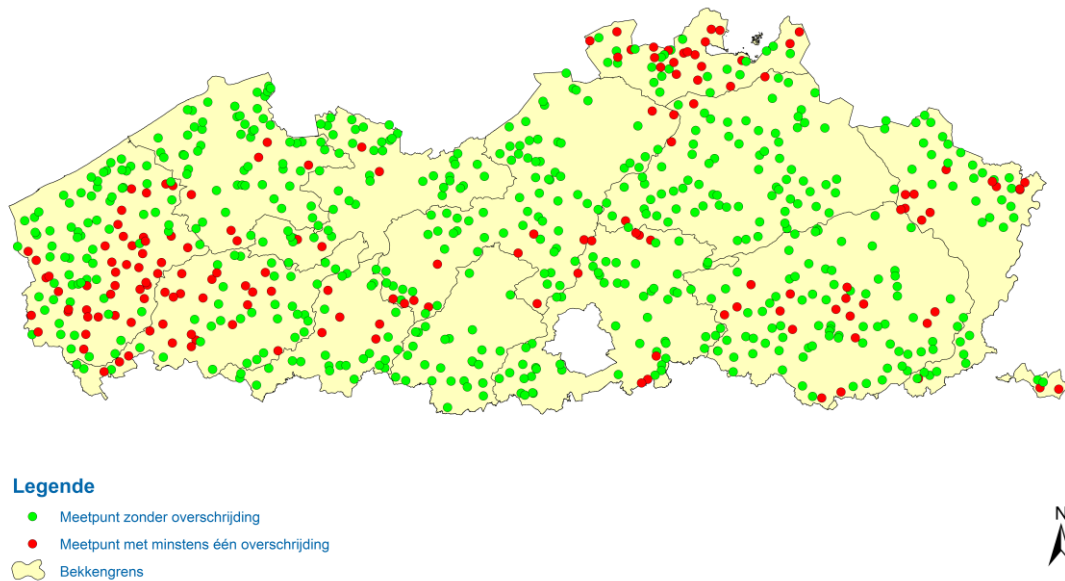 Legende
Meetpunt zonder overschrijding
Meetpunt met minstens één overschrijding
Bekkengrens
N